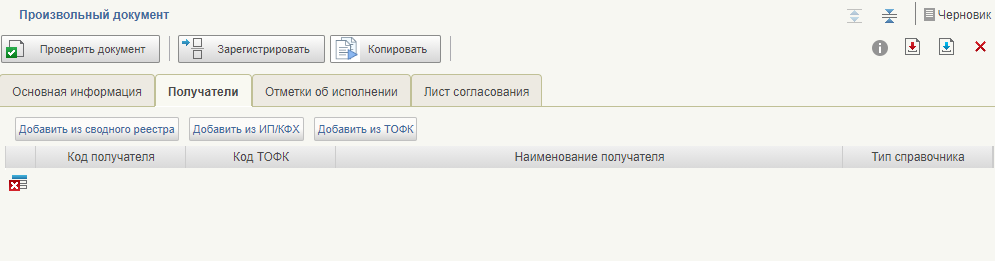 Произвольный документ
Черновик
Проверить документ Зарегистрировать Копировать
Основная информация Получатели Отметки об исполнении Лист согласования
Добавить из сводного реестра Добавить из ИП/КФХ Добавить из ТОФК
Код получателя Код ТОФК Наименование получателя Тип справочника